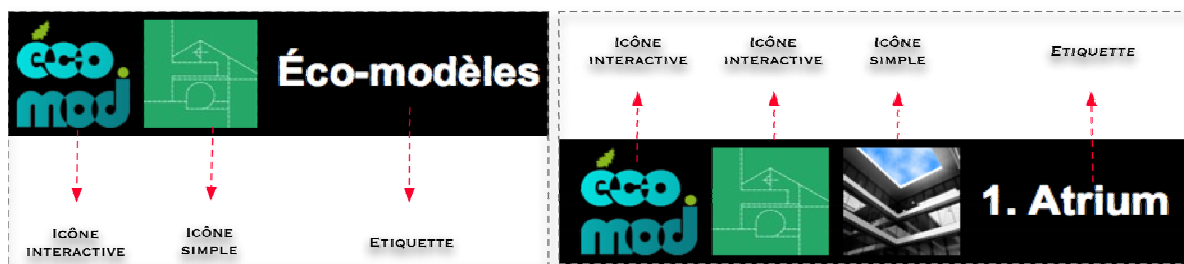 éco
mod
Éco-modèles
Icône
interactive
Icône
simple
Etiquette
Icône
interactive
Icône
interactive
Icône
simple
Etiquette
éco
mod
1. Atrium